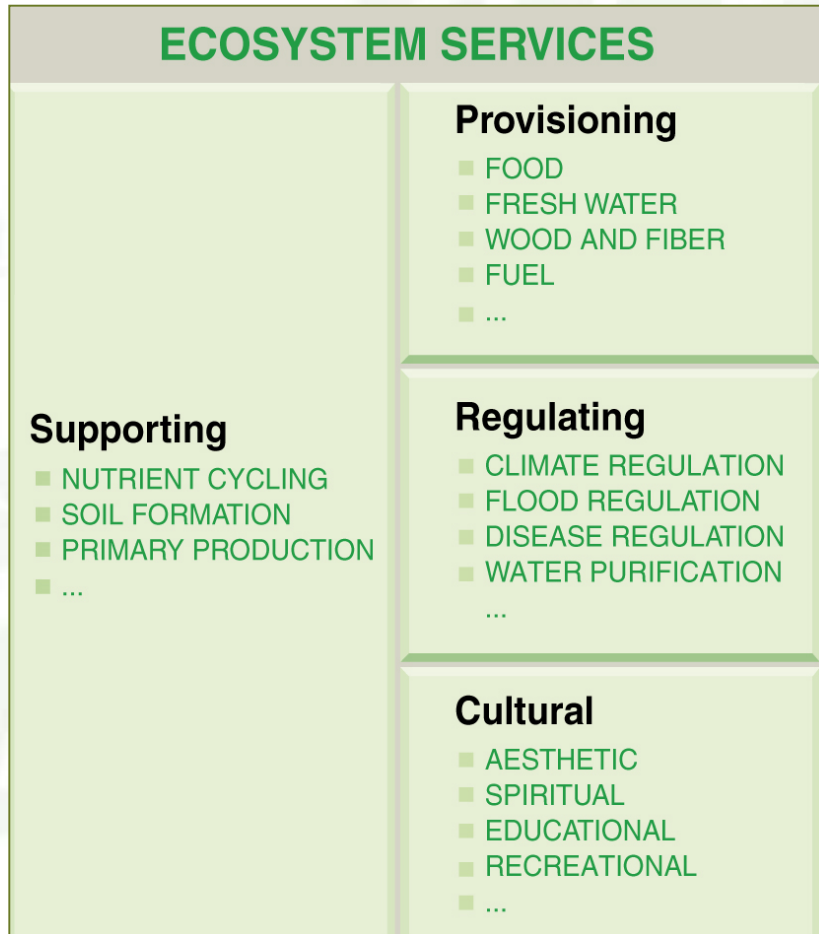 ECOSYSTEM SERVICES
Supporting
NUTRIENT CYCLING
SOIL FORMATION
PRIMARY PRODUCTION
...
Provisioning
FOOD
FRESH WATER
WOOD AND FIBER
FUEL
...
Regulating
CLIMATE REGULATION
FLOOD REGULATION
DISEASE REGULATION
WATER PURIFICATION
...
Cultural
AESTHETIC
SPIRITUAL
EDUCATIONAL
RECREATIONAL
...